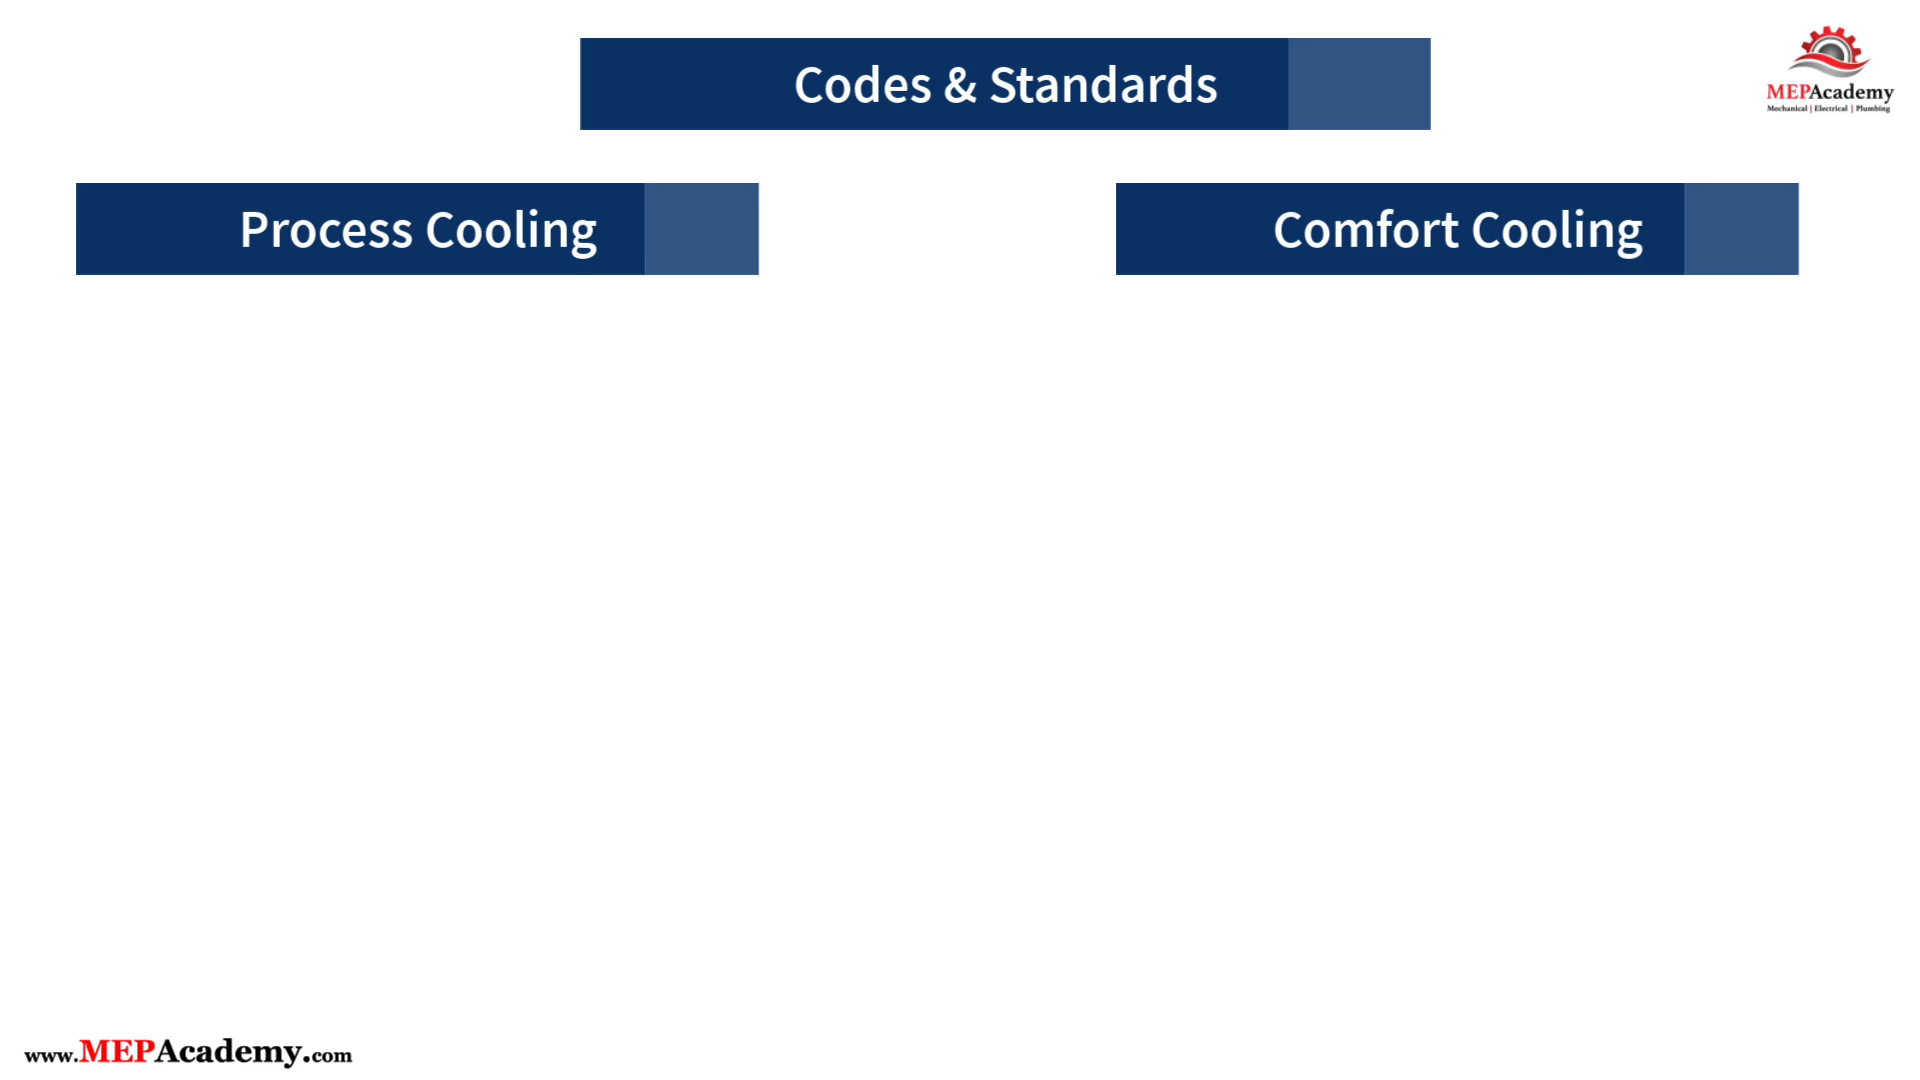 Codes & Standards
MEPAcademy
Mechanical | Electrical | Plumbing
Process Cooling
Comfort Cooling
www.MEPAcademy.com